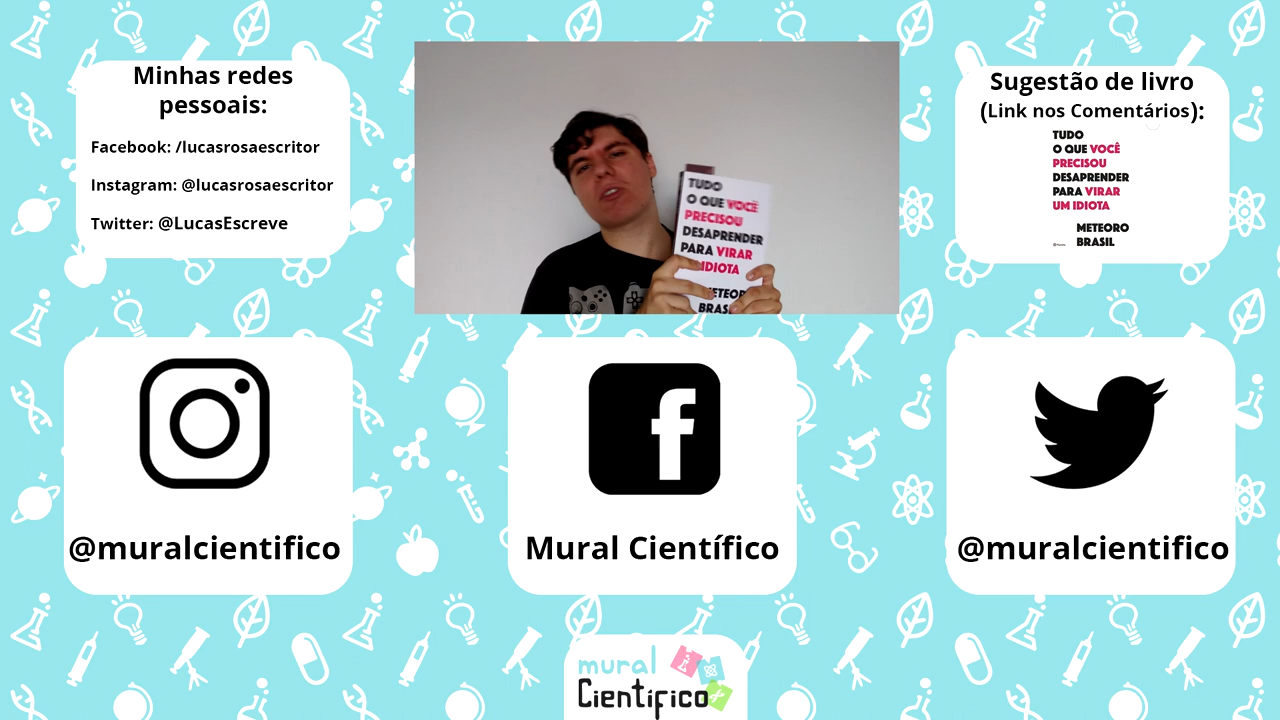 Minhas redes
pessoais:
Facebook: /lucasrosaescritor
Instagram: @lucasrosaescritor
Twitter: @LucasEscreve
TUDO
O QUE VOCÊ
PRECISOU
DESAPRENDER
PARA VIRAR
IDIOTA
METEORO
BRASIL
Sugestão de livro
(Link nos Comentários):
TUDO
O QUE VOCÊ
PRECISOU
DESAPRENDER
PARA VIRAR
UM IDIOTA
METEORO
BRASIL
@muralcientifico
Mural Científico
@muralcientifico
mural
Científico